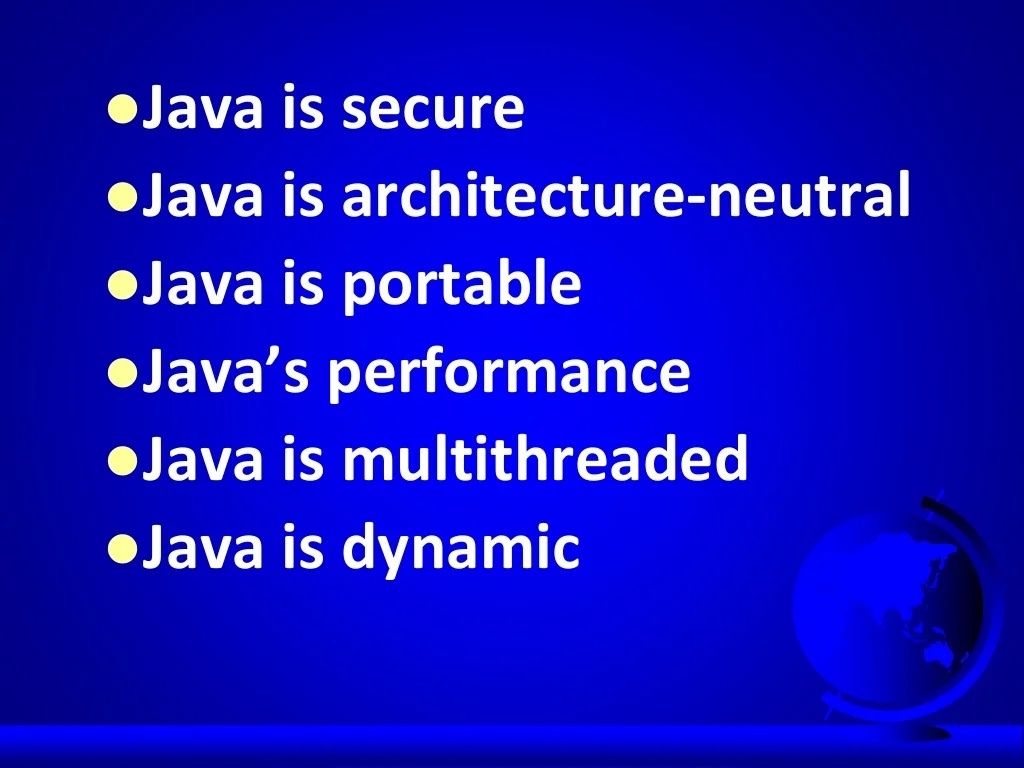 ●Java is secure
●Java is architecture-neutral
●Java is portable
●Java’s performance
●Java is multithreaded
●Java is dynamic